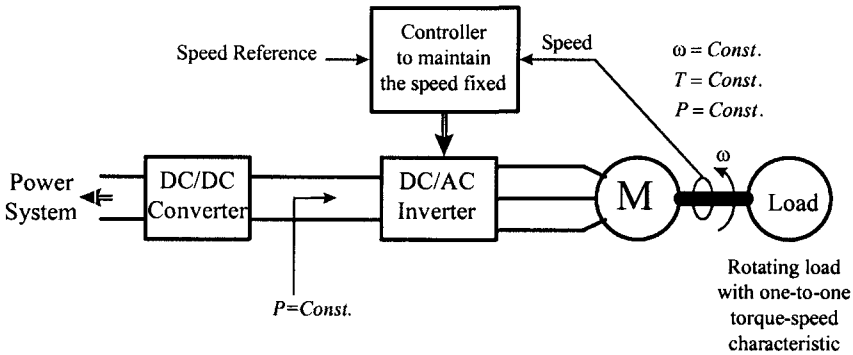 Controller
to maintain
the speed fixed
Speed Reference
Speed
ω = Const.
T = Const.
P = Const.
Power
System
DC/DC
Converter
DC/AC
Inverter
M
ω
Load
P=Const.
Rotating load
with one-to-one
torque-speed
characteristic